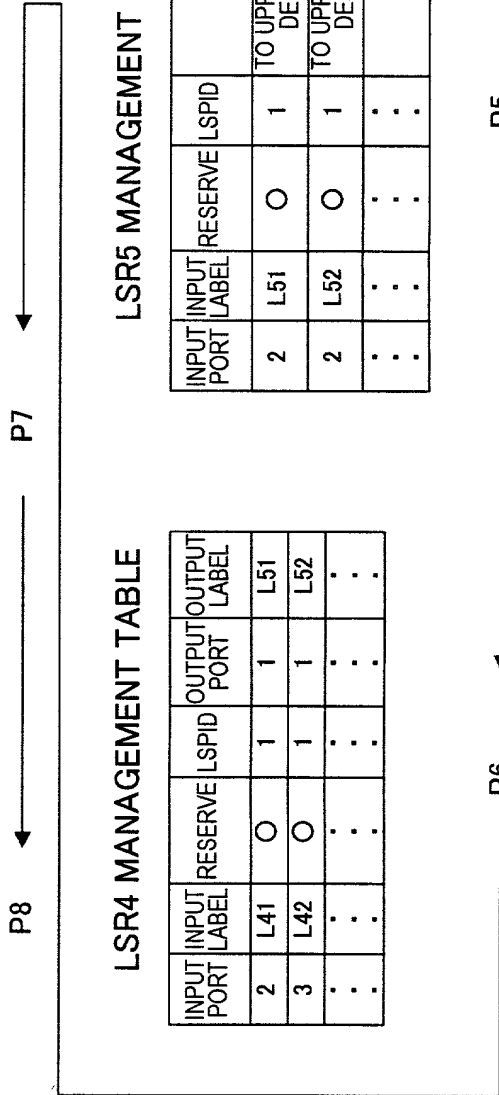 P8 P7
LSR4 MANAGEMENT TABLE
INPUT PORT INPUT LABEL RESERVE LSPID OUTPUT PORT OUTPUT LABEL
2 L41 ○ 1 1 L51
3 L42 ○ 1 1 L52
LSR5 MANAGEMENT
INPUT PORT INPUT LABEL RESERVE LSPID
2 L51 ○ 1 TO
2 L52 ○ 1 TO
P6 P5